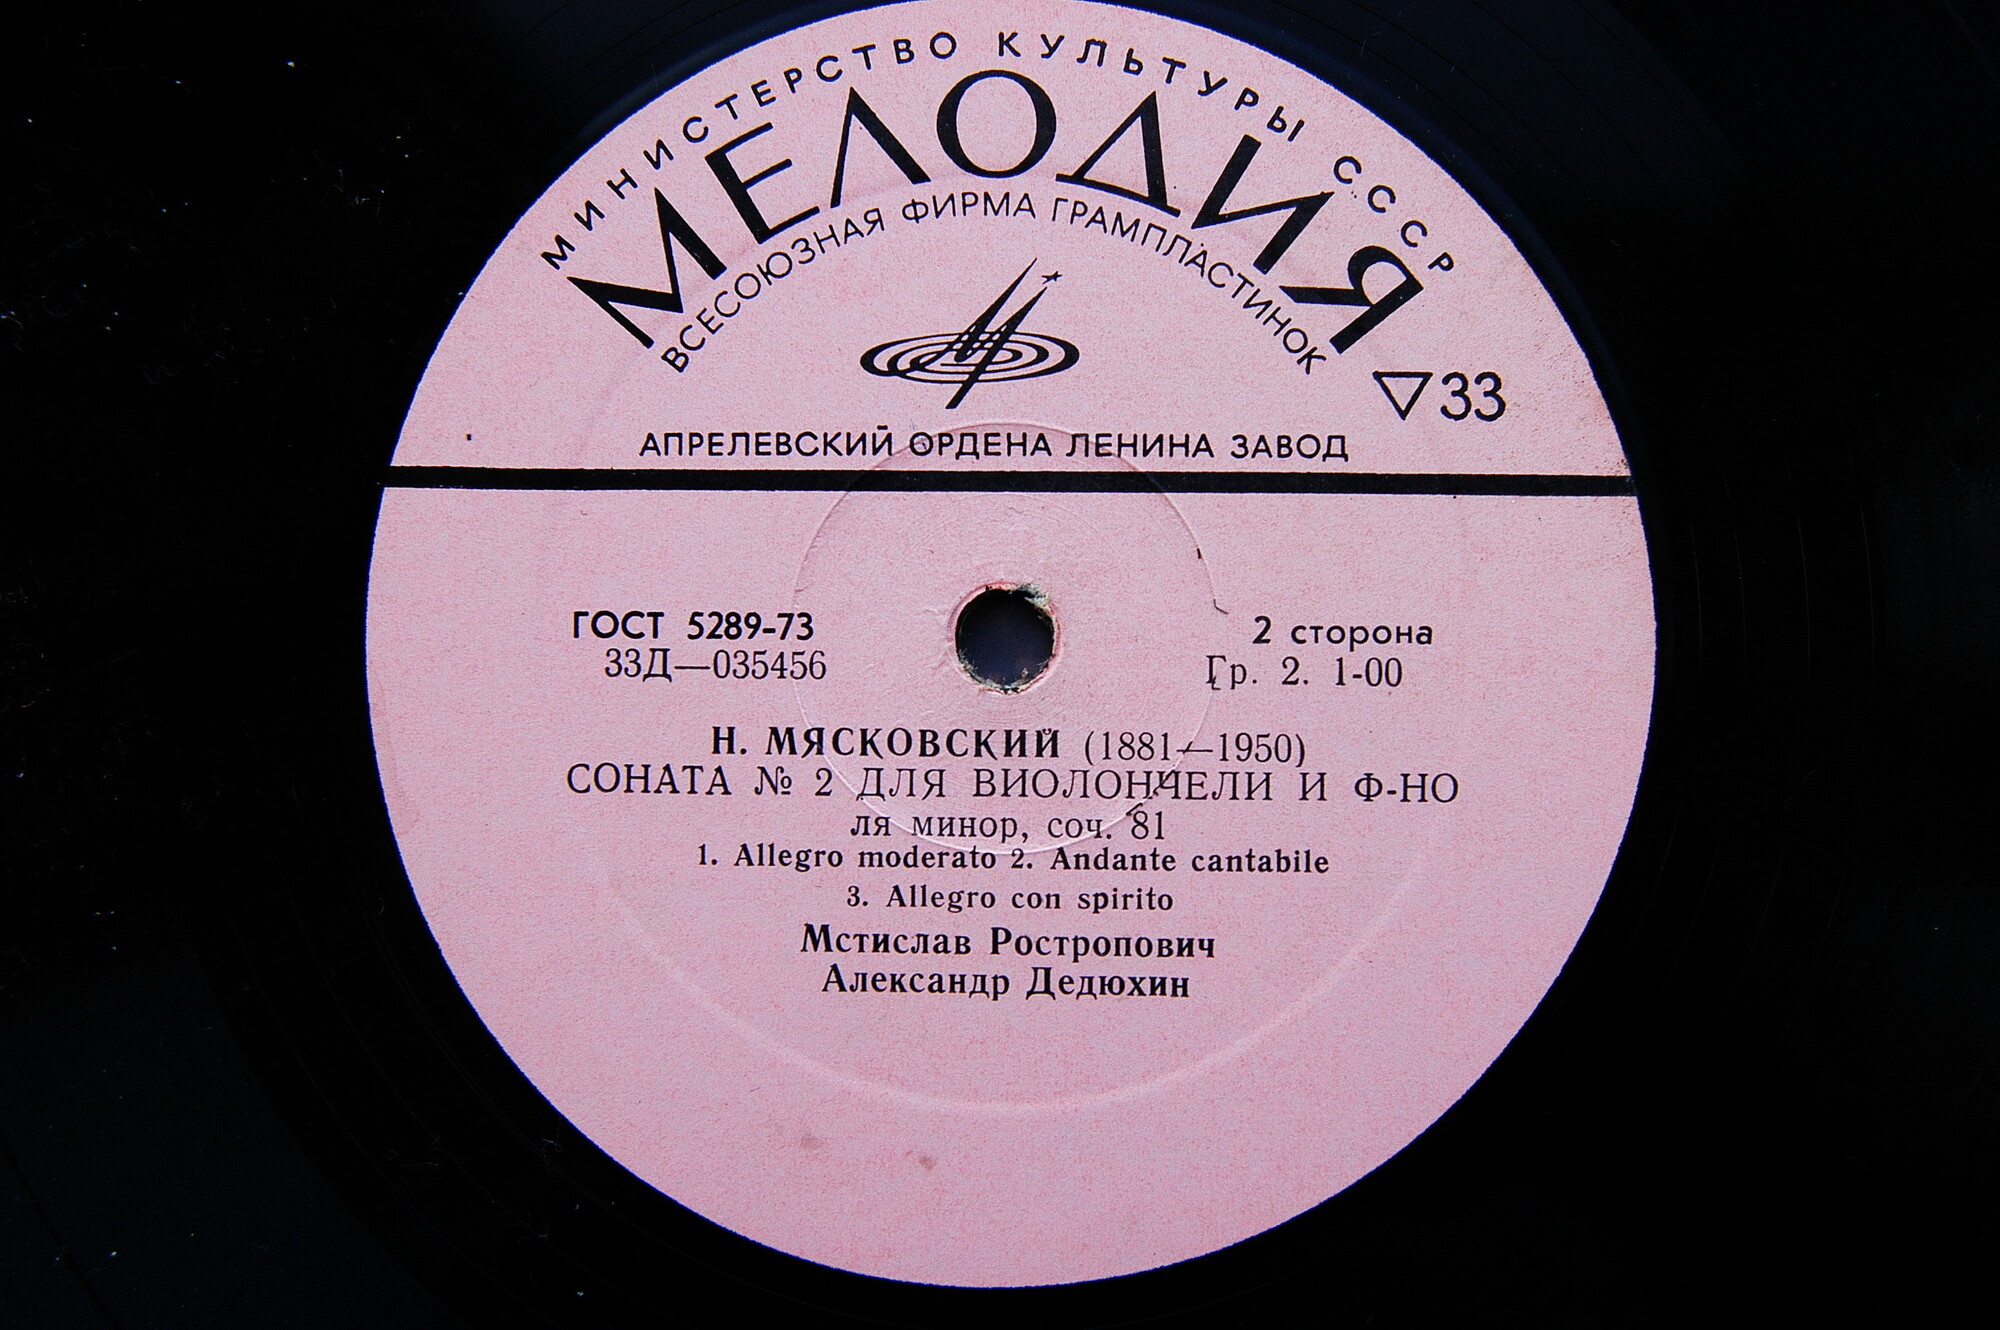 МИНИСТЕРСТВО КУЛЬТУРЫ СССР
МЕЛОДИЯ
ВСЕСОЮЗНАЯ ФИРМА ГРАМПЛАСТИНОК
33
АПРЕЛЕВСКИЙ ОРДЕНА ЛЕНИНА ЗАВОД
ГОСТ 5289-73
33Д—035456
2 сторона
Гр. 2. 1-00
Н. МЯСКОВСКИЙ (1881—1950)
СОНАТА № 2 ДЛЯ ВИОЛОНЧЕЛИ И Ф-НО
ля минор, соч. 81
1. Allegro moderato 2. Andante cantabile
3. Allegro con spirito
Мстислав Ростропович
Александр Дедюхин